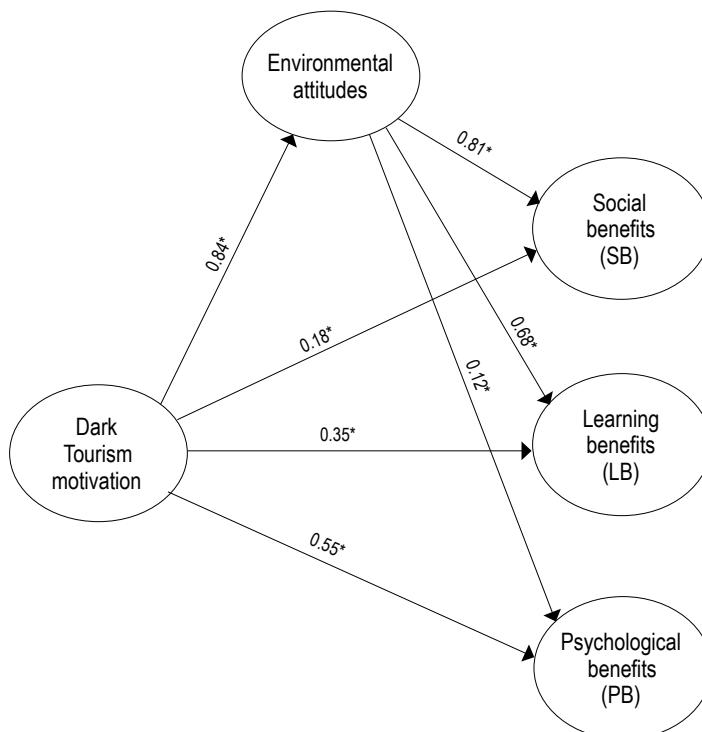 Environmental
attitudes
0.81*
Social
benefits
(SB)
0.84*
0.18*
0.68*
0.12*
Dark
Tourism
motivation
0.35*
Learning
benefits
(LB)
0.55*
Psychological
benefits
(PB)